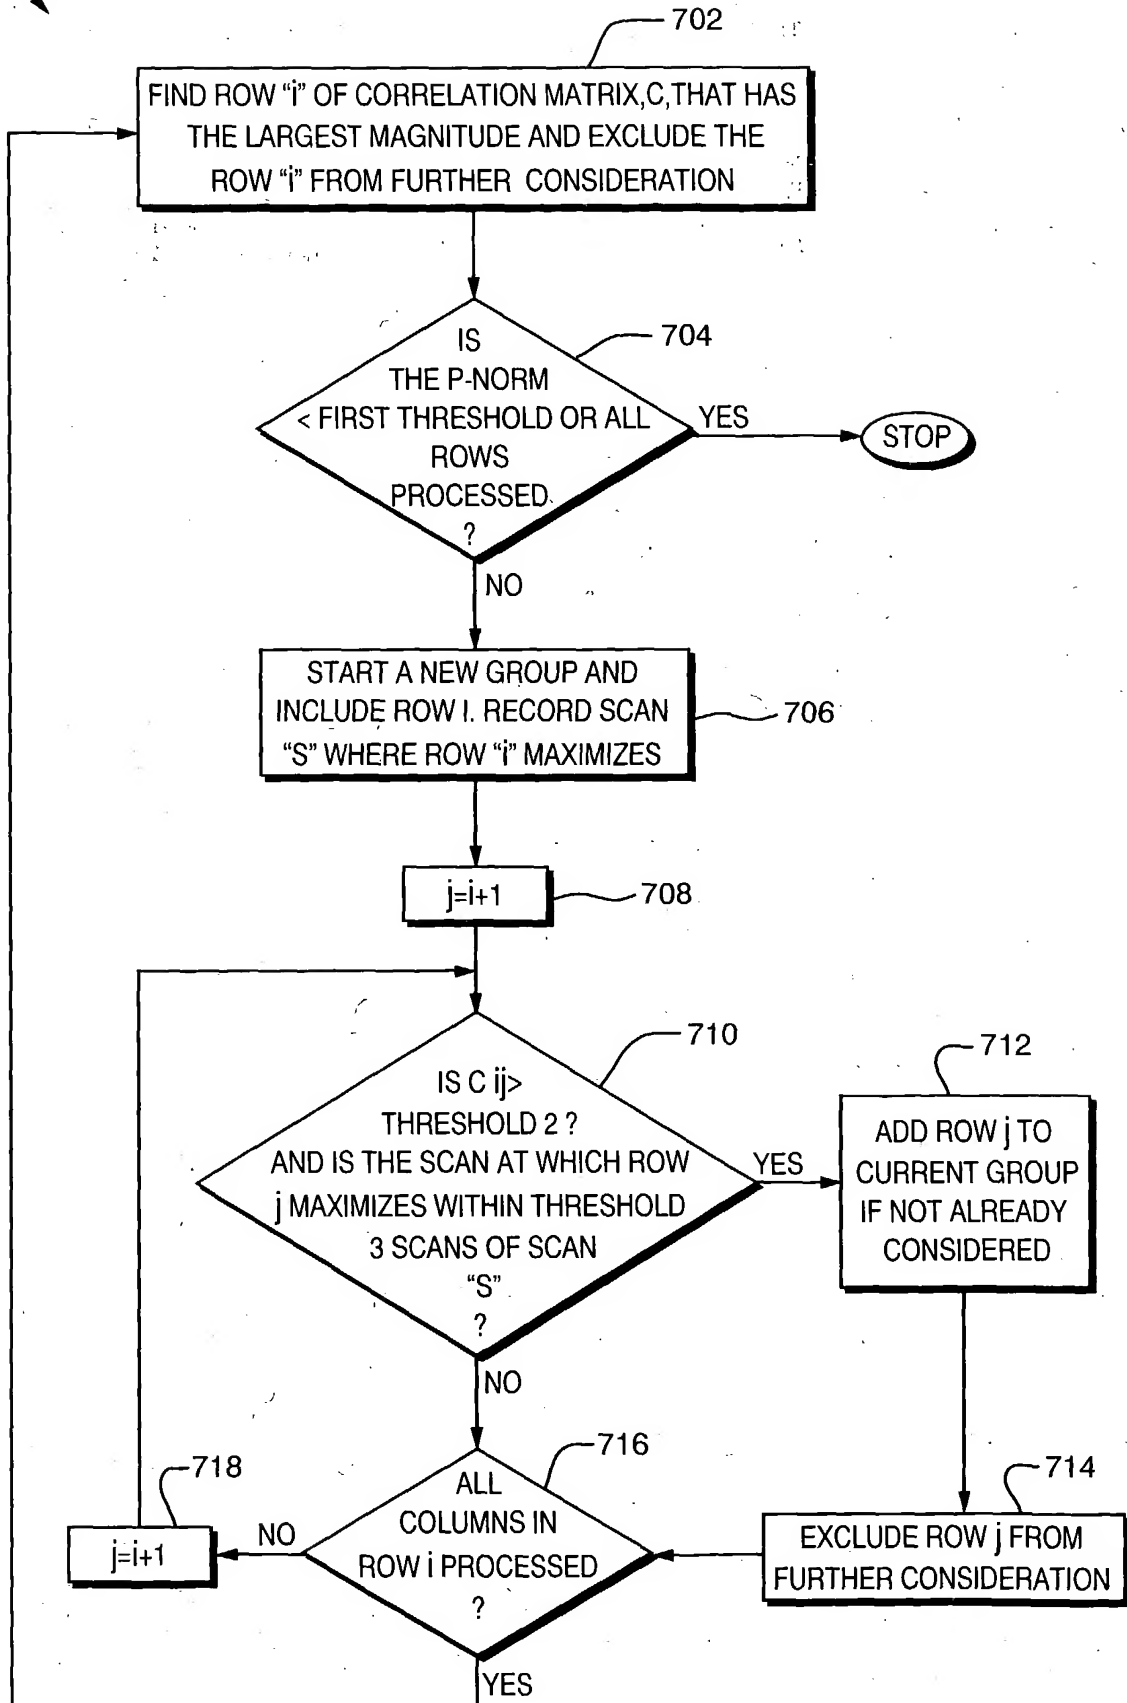 702
FIND ROW “i” OF CORRELATION MATRIX,C,THAT HAS
THE LARGEST MAGNITUDE AND EXCLUDE THE
ROW “i” FROM FURTHER CONSIDERATION
704
IS
THE P-NORM
< FIRST THRESHOLD OR ALL
ROWS
PROCESSED
?
YES
STOP
NO
START A NEW GROUP AND
INCLUDE ROW I. RECORD SCAN
“S” WHERE ROW “i” MAXIMIZES
706
j=i+1
708
710
IS C ij>
THRESHOLD 2 ?
AND IS THE SCAN AT WHICH ROW
j MAXIMIZES WITHIN THRESHOLD
3 SCANS OF SCAN
“S”
?
YES
712
ADD ROW j TO
CURRENT GROUP
IF NOT ALREADY
CONSIDERED
NO
716
ALL
COLUMNS IN
ROW i PROCESSED
?
714
EXCLUDE ROW j FROM
FURTHER CONSIDERATION
718
NO
j=i+1
YES